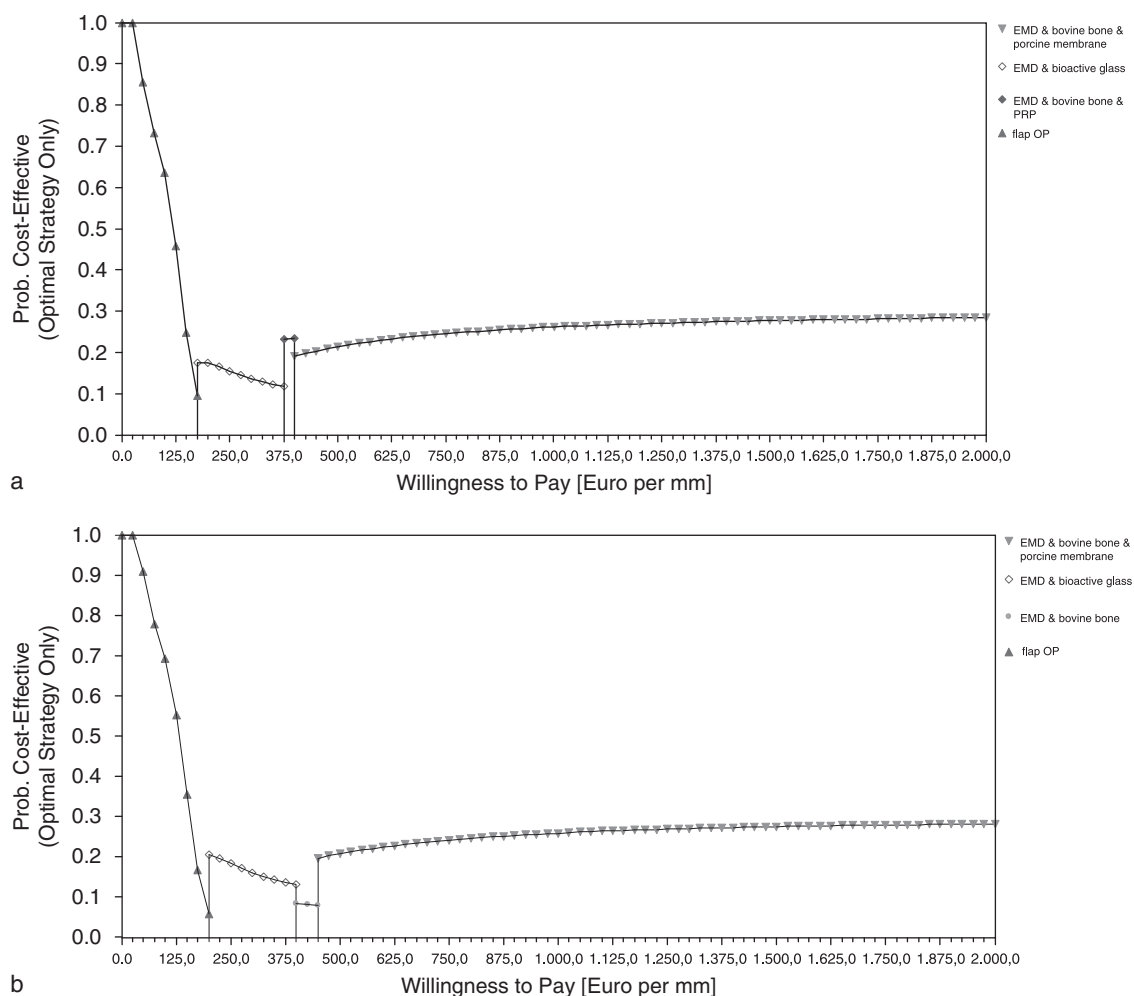 Prob. Cost-Effective
(Optimal Strategy Only)
1.0
0.9
0.8
0.7
0.6
0.5
0.4
0.3
0.2
0.1
0.0
0.0 125,0 250,0 375,0 500,0 625,0 750,0 875,0 1.000,0 1.125,0 1.250,0 1.375,0 1.500,0 1.625,0 1.750,0 1.875,0 2.000,0
Willingness to Pay [Euro per mm]
EMD & bovine bone &
porcine membrane
EMD & bioactive glass
EMD & bovine bone &
PRP
flap OP
a
Prob. Cost-Effective
(Optimal Strategy Only)
1.0
0.9
0.8
0.7
0.6
0.5
0.4
0.3
0.2
0.1
0.0
0.0 125,0 250,0 375,0 500,0 625,0 750,0 875,0 1.000,0 1.125,0 1.250,0 1.375,0 1.500,0 1.625,0 1.750,0 1.875,0 2.000,0
Willingness to Pay [Euro per mm]
EMD & bovine bone &
porcine membrane
EMD & bioactive glass
EMD & bovine bone
flap OP
b